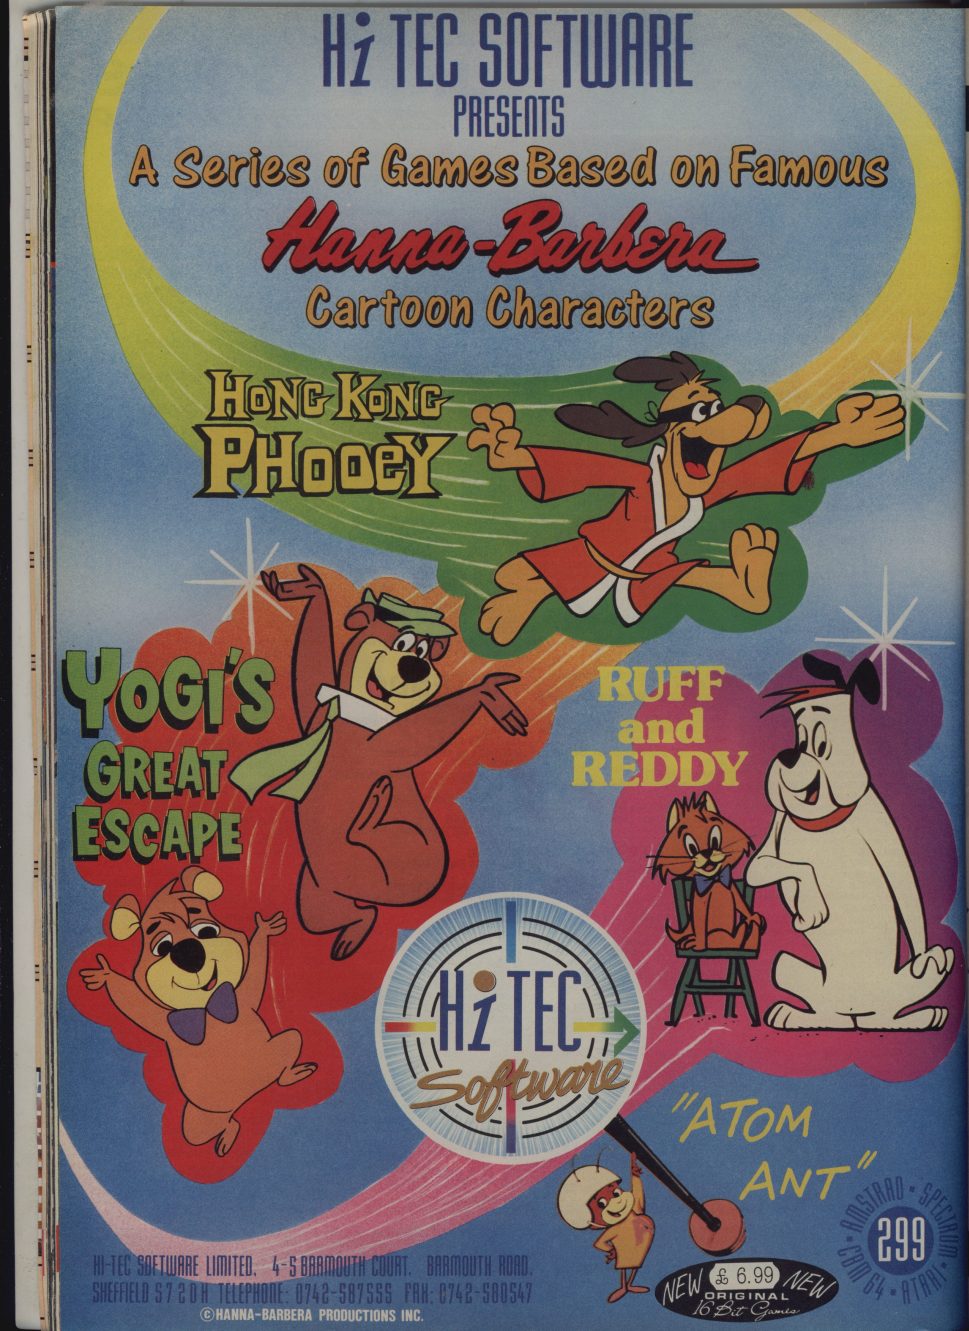 Hi TEC SOFTWARE
PRESENTS
A Series of Games Based on Famous
Hanna-Barbera
Cartoon Characters
HONG KONG
PHOOEY
YOGI'S
GREAT
ESCAPE
RUFF
and
REDDY
Hi TEC
Software
"ATOM
ANT"
HI-TEC SOFTWARE LIMITED, 4-5 BARMOUTH COURT. BARMOUTH ROAD.
SHEFFIELD S7 2DH TELEPHONE: 0742-587555 FAX: 0742-580547
©HANNA-BARBERA PRODUCTIONS INC.
NEW £ 6.99 NEW
ORIGINAL
16 Bit Games
AMSTRAD · SPECTRUM · CBM 64 · ATARI ·
299